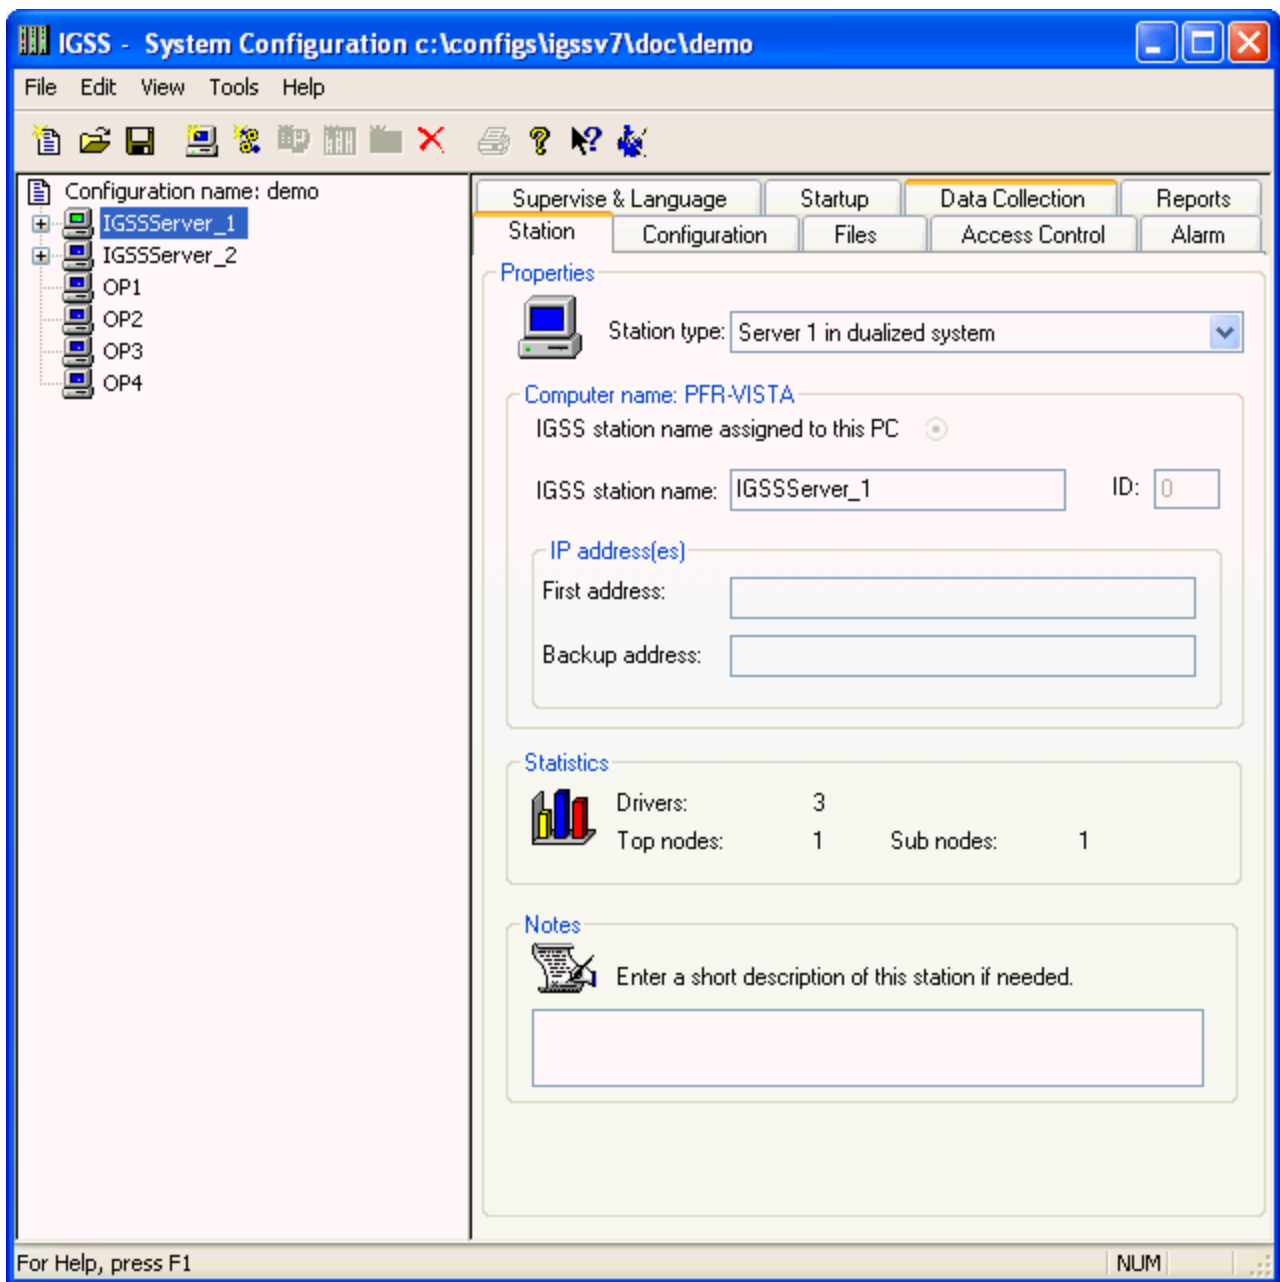 IGSS - System Configuration c:\configs\igssv7\doc\demo
File Edit View Tools Help
Configuration name: demo
IGSSServer_1
IGSSServer_2
OP1
OP2
OP3
OP4
Supervise & Language Startup Data Collection Reports
Station Configuration Files Access Control Alarm
Properties
Station type: Server 1 in dualized system
Computer name: PFR-VISTA
IGSS station name assigned to this PC
IGSS station name: IGSSServer_1 ID: 0
IP address(es)
First address:
Backup address:
Statistics
Drivers: 3
Top nodes: 1 Sub nodes: 1
Notes
Enter a short description of this station if needed.
For Help, press F1 NUM